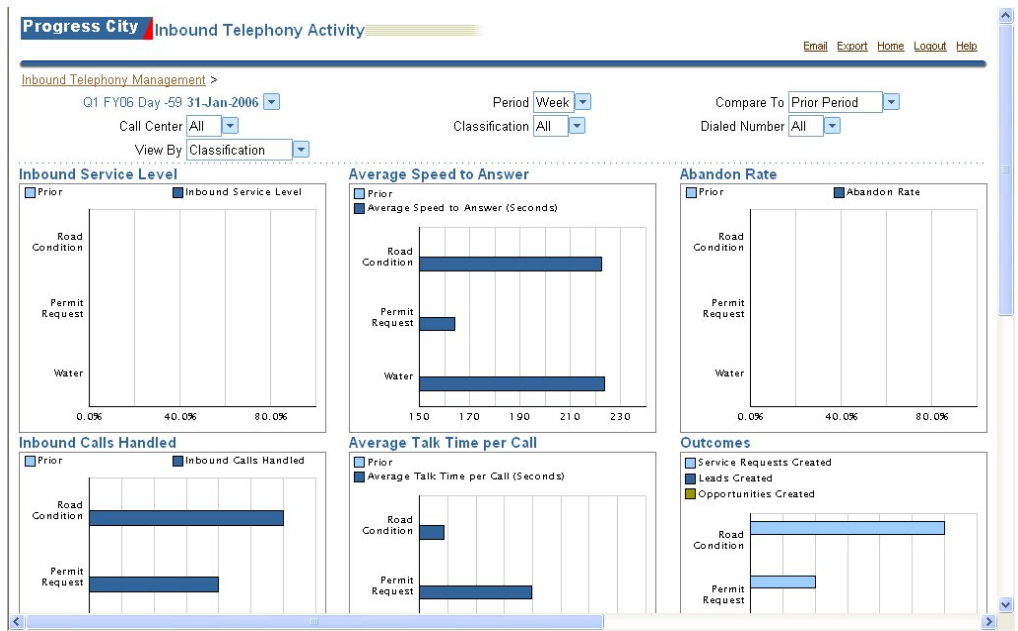 Progress City Inbound Telephony Activity
Email Export Home Logout Help
Inbound Telephony Management >
Q1 FY06 Day -59 31-Jan-2006 Period Week Compare To Prior Period
Call Center All Classification All Dialed Number All
View By Classification
Inbound Service Level
Prior Inbound Service Level
Road
Condition
Permit
Request
Water
0.0% 40.0% 80.0%
Average Speed to Answer
Prior
Average Speed to Answer (Seconds)
Road
Condition
Permit
Request
Water
150 170 190 210 230
Abandon Rate
Prior Abandon Rate
Road
Condition
Permit
Request
Water
0.0% 40.0% 80.0%
Inbound Calls Handled
Prior Inbound Calls Handled
Road
Condition
Permit
Request
Average Talk Time per Call
Prior
Average Talk Time per Call (Seconds)
Road
Condition
Permit
Request
Outcomes
Service Requests Created
Leads Created
Opportunities Created
Road
Condition
Permit
Request